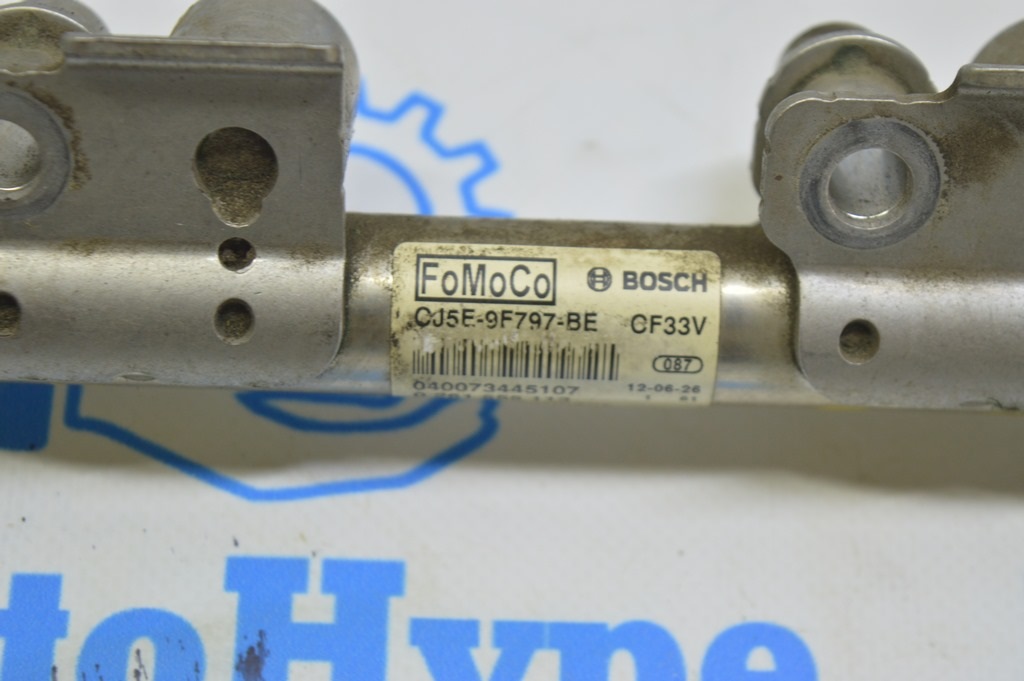 FoMoCo BOSCH
CJ5E-9F797-BE CF33V
087
040073445107 12-06-26
toHype